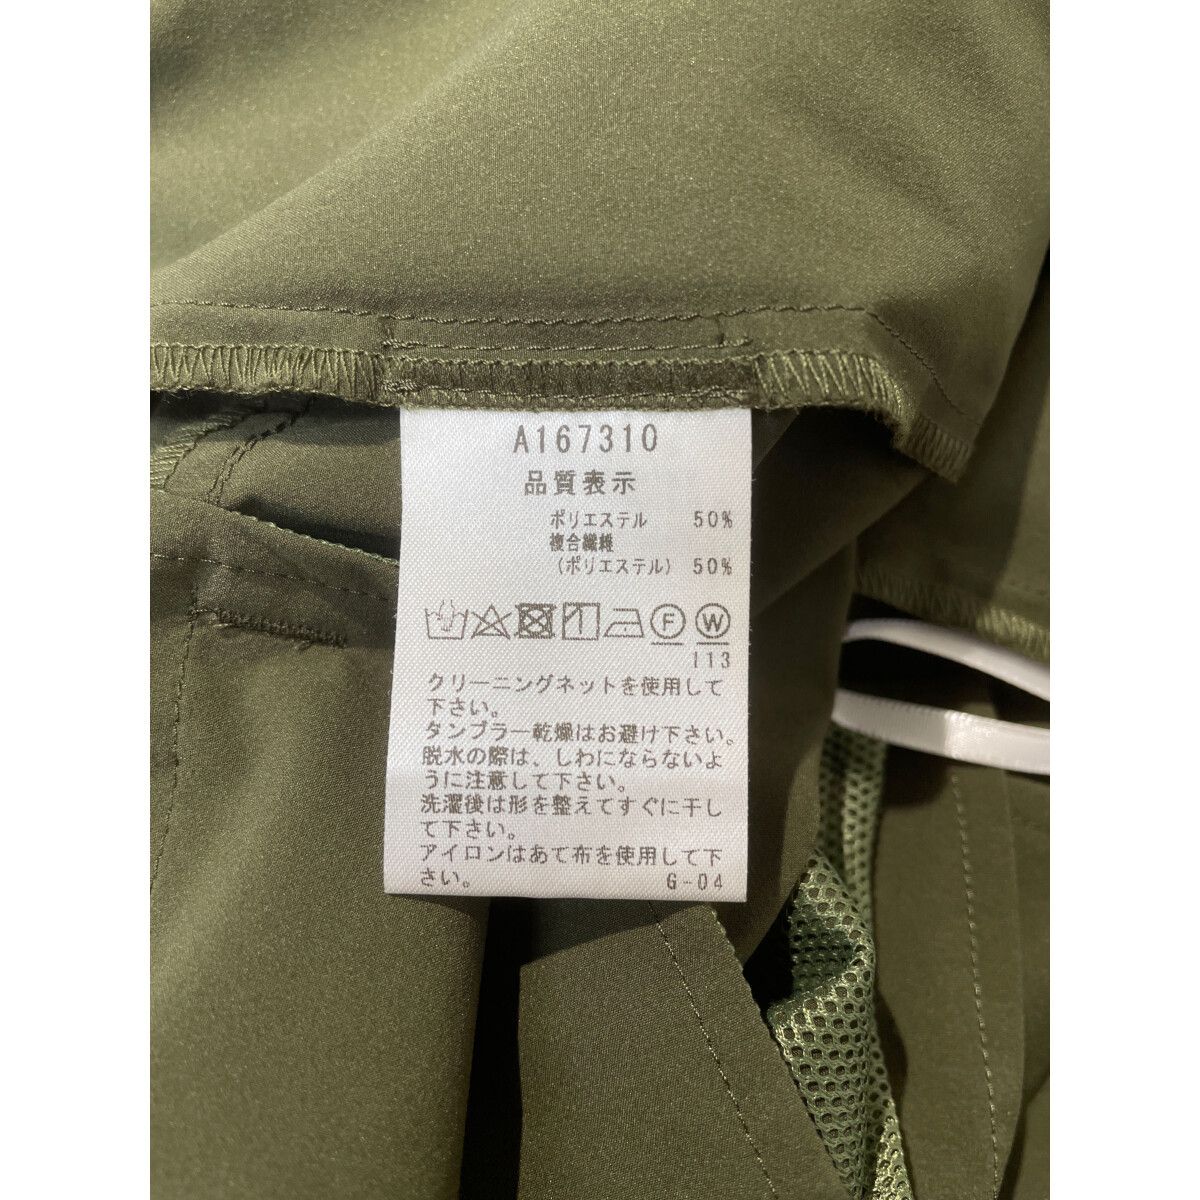 A167310
品質表示
ポリエステル 50%
複合繊維
(ポリエステル) 50%
F W
113
クリーニングネットを使用して
下さい。
タンブラー乾燥はお避け下さい。
脱水の際は、しわにならないよ
うに注意して下さい。
洗濯後は形を整えてすぐに干し
て下さい。
アイロンはあて布を使用して下
さい。 G-04